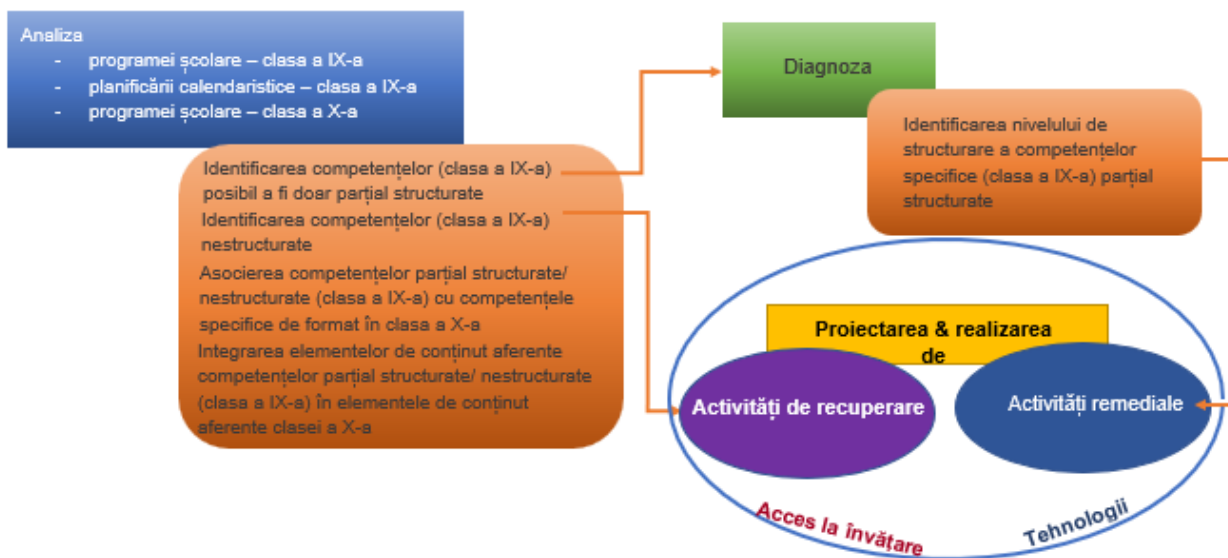 Analiza
- programei școlare – clasa a IX-a
- planificării calendaristice – clasa a IX-a
- programei școlare – clasa a X-a
Identificarea competențelor (clasa a IX-a)
posibil a fi doar parțial structurate
Identificarea competențelor (clasa a IX-a)
nestructurate
Asocierea competențelor parțial structurate/
nestructurate (clasa a IX-a) cu competențele
specifice de format în clasa a X-a
Integrarea elementelor de conținut aferente
competențelor parțial structurate/ nestructurate
(clasa a IX-a) în elementele de conținut
aferente clasei a X-a
Diagnoza
Identificarea nivelului de
structurare a competențelor
specifice (clasa a IX-a) parțial
structurate
Proiectarea & realizarea
de
Activități de recuperare
Activități remediale
Acces la învățare
Tehnologii